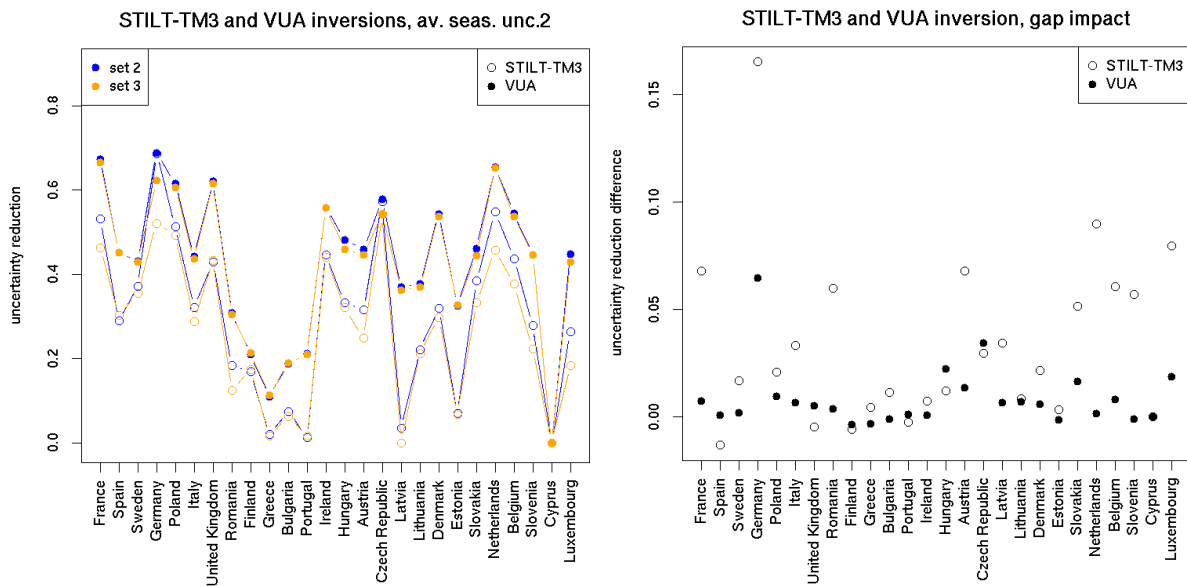 STILT-TM3 and VUA inversions, av. seas. unc.2
set 2
set 3
STILT-TM3
VUA
uncertainty reduction
0.8
0.6
0.4
0.2
0.0
France
Spain
Sweden
Germany
Poland
Italy
United Kingdom
Romania
Finland
Greece
Bulgaria
Portugal
Ireland
Hungary
Austria
Czech Republic
Latvia
Lithuania
Denmark
Estonia
Slovakia
Netherlands
Belgium
Slovenia
Cyprus
Luxembourg
STILT-TM3 and VUA inversion, gap impact
STILT-TM3
VUA
uncertainty reduction difference
0.15
0.10
0.05
0.00
France
Spain
Sweden
Germany
Poland
Italy
United Kingdom
Romania
Finland
Greece
Bulgaria
Portugal
Ireland
Hungary
Austria
Czech Republic
Latvia
Lithuania
Denmark
Estonia
Slovakia
Netherlands
Belgium
Slovenia
Cyprus
Luxembourg